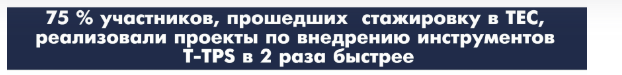 75 % участников, прошедших стажировку в ТЕС,
реализовали проекты по внедрению инструментов
T-TPS в 2 раза быстрее